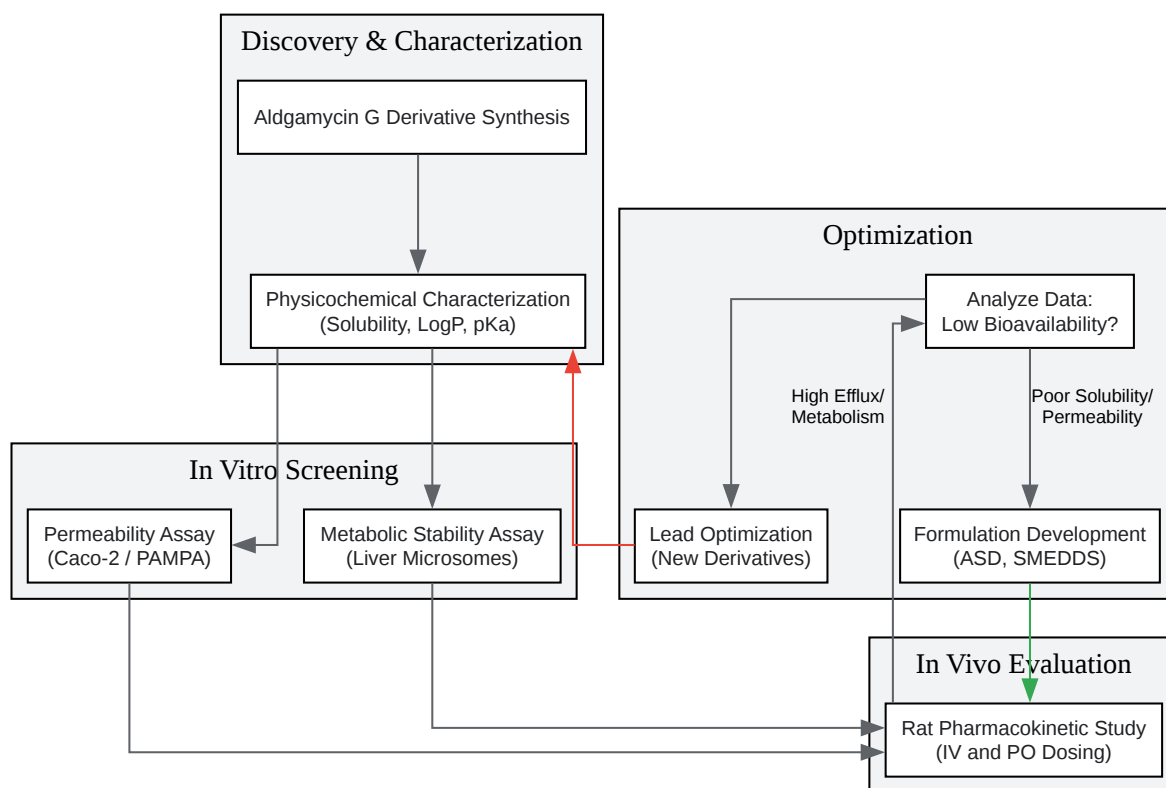 Discovery & Characterization
Aldgamycin G Derivative Synthesis
Physicochemical Characterization
(Solubility, LogP, pKa)
Optimization
Analyze Data:
Low Bioavailability?
High Efflux/
Metabolism
Poor Solubility/
Permeability
In Vitro Screening
Permeability Assay
(Caco-2 / PAMPA)
Metabolic Stability Assay
(Liver Microsomes)
Lead Optimization
(New Derivatives)
Formulation Development
(ASD, SMEDDS)
In Vivo Evaluation
Rat Pharmacokinetic Study
(IV and PO Dosing)